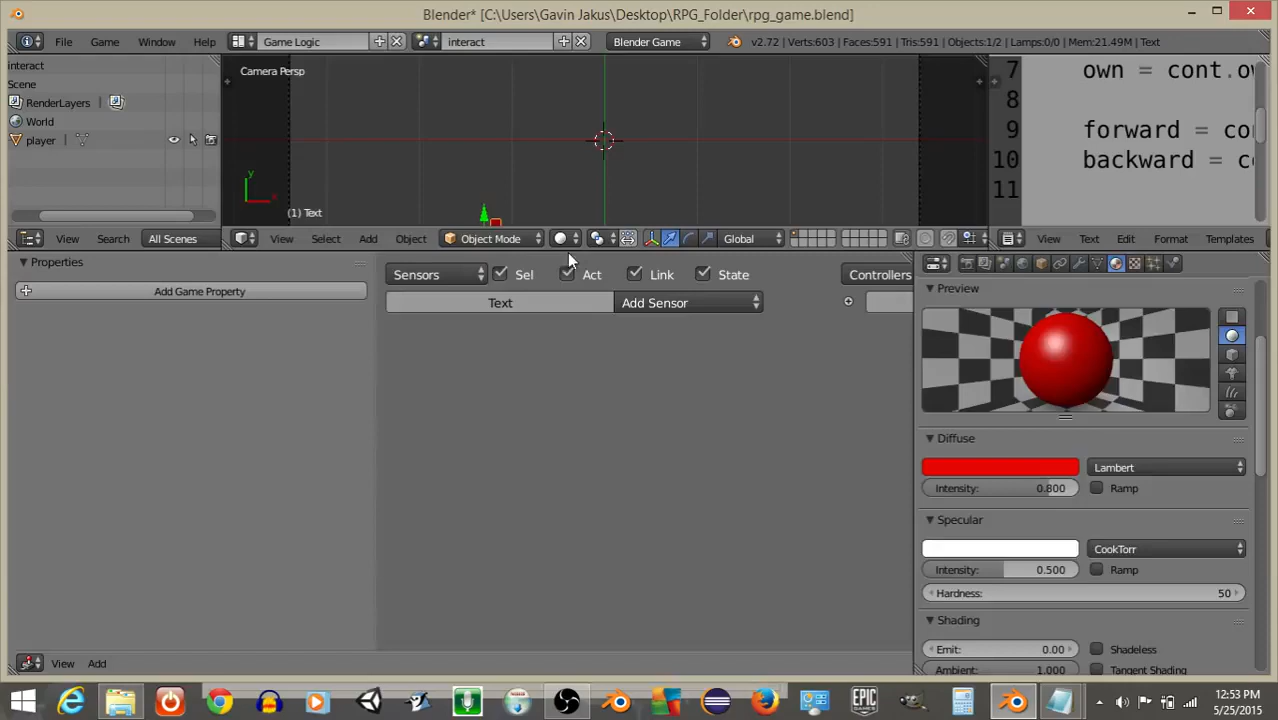 Blender* [C:\Users\Gavin Jakus\Desktop\RPG_Folder\rpg_game.blend]
File Game Window Help Game Logic interact Blender Game v2.72 | Verts:603 | Faces:591 | Tris:591 | Objects:1/2 | Lamps:0/0 | Mem:21.49M | Text
interact
Scene
RenderLayers
World
player
View Search All Scenes
Camera Persp
y
x
(1) Text
View Select Add Object Object Mode Global
7 own = cont.ow
8
9 forward = co
10 backward = c
11
View Text Edit Format Templates
Properties
Add Game Property
Sensors Sel Act Link State Controllers
Text Add Sensor
View Add
Preview
Diffuse
Lambert
Intensity: 0.800 Ramp
Specular
CookTorr
Intensity: 0.500 Ramp
Hardness: 50
Shading
Emit: 0.00 Shadeless
Ambient: 1.000 Tangent Shading
EPIC GAMES
12:53 PM
5/25/2015